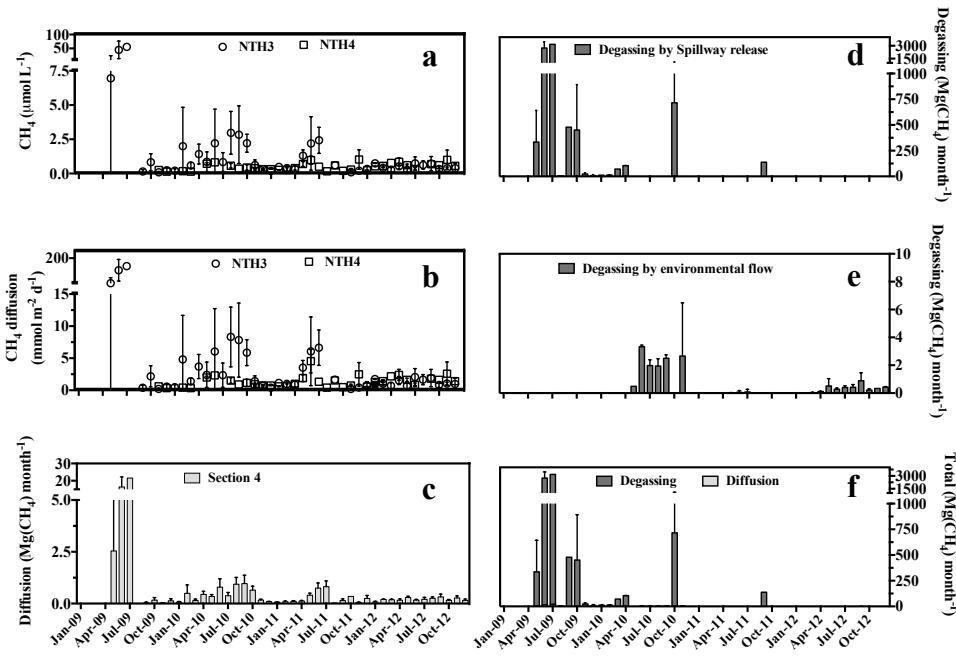 a
NTH3 NTH4
CH4 (μmol L-1)
50
7.5
5.0
2.5
0.0
b
NTH3 NTH4
CH4 diffusion
(mmol m-2 d-1)
200
15
10
5
0
c
Section 4
Diffusion (Mg(CH4) month-1)
30
20
10
5.0
2.5
0.0
Jan-09 Apr-09 Jul-09 Oct-09 Jan-10 Apr-10 Jul-10 Oct-10 Jan-11 Apr-11 Jul-11 Oct-11 Jan-12 Apr-12 Jul-12 Oct-12
d
Degassing by Spillway release
Degassing (Mg(CH4) month-1)
3000
1500
1000
750
500
250
0
e
Degassing by environmental flow
Degassing (Mg(CH4) month-1)
10
8
6
4
2
0
f
Degassing Diffusion
Total (Mg(CH4) month-1)
3000
1500
1000
750
500
250
0
Jan-09 Apr-09 Jul-09 Oct-09 Jan-10 Apr-10 Jul-10 Oct-10 Jan-11 Apr-11 Jul-11 Oct-11 Jan-12 Apr-12 Jul-12 Oct-12